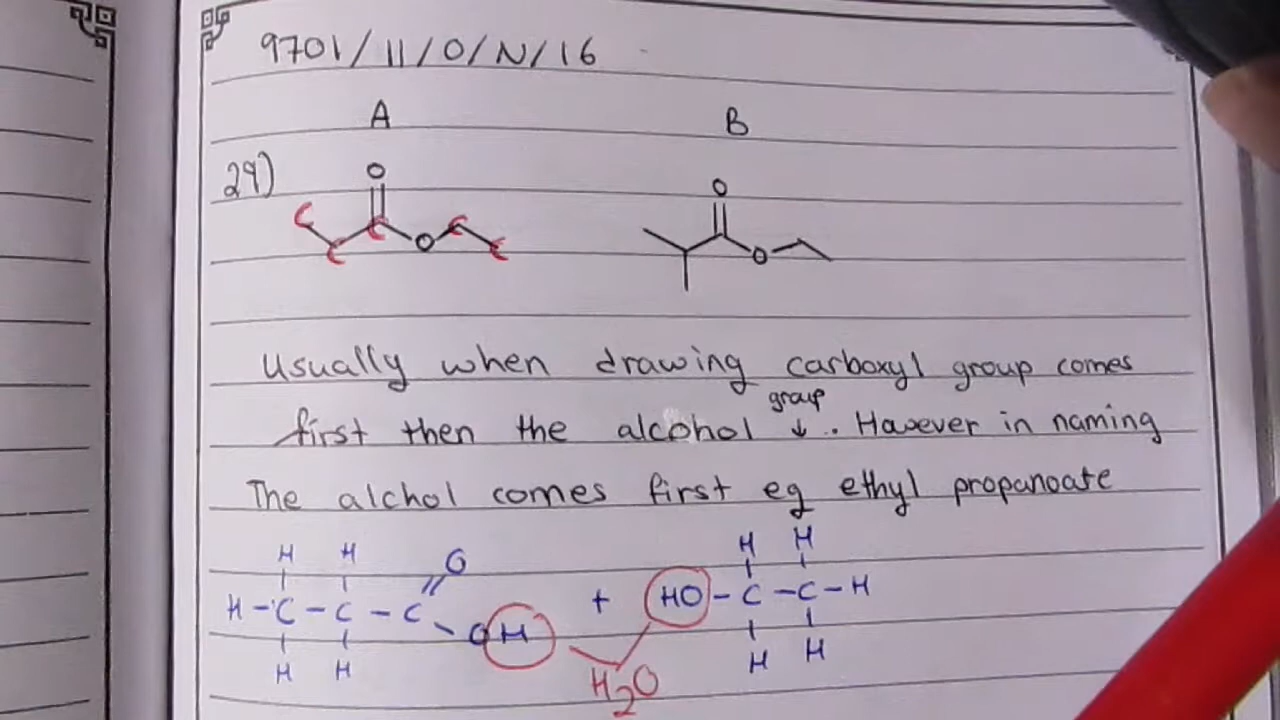 9701/11/O/N/16
A B
29)
O O
C C C O C C O
Usually when drawing carboxyl group comes
group
first then the alcohol ↓. However in naming
The alchol comes first eg ethyl propanoate
H H O H H
H-C-C-C OH + HO-C-C-H
H H H H
H2O